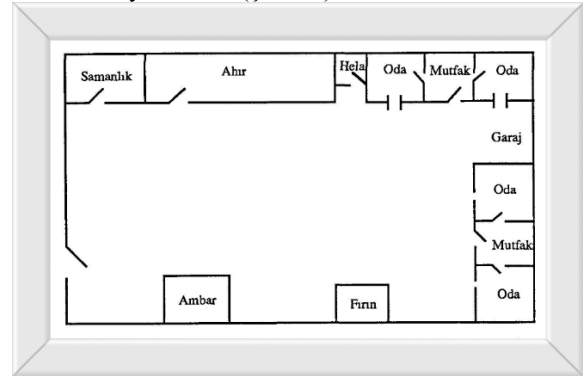 Samanlık
Ahır
Hela
Oda
Mutfak
Oda
Garaj
Oda
Mutfak
Oda
Ambar
Fırın